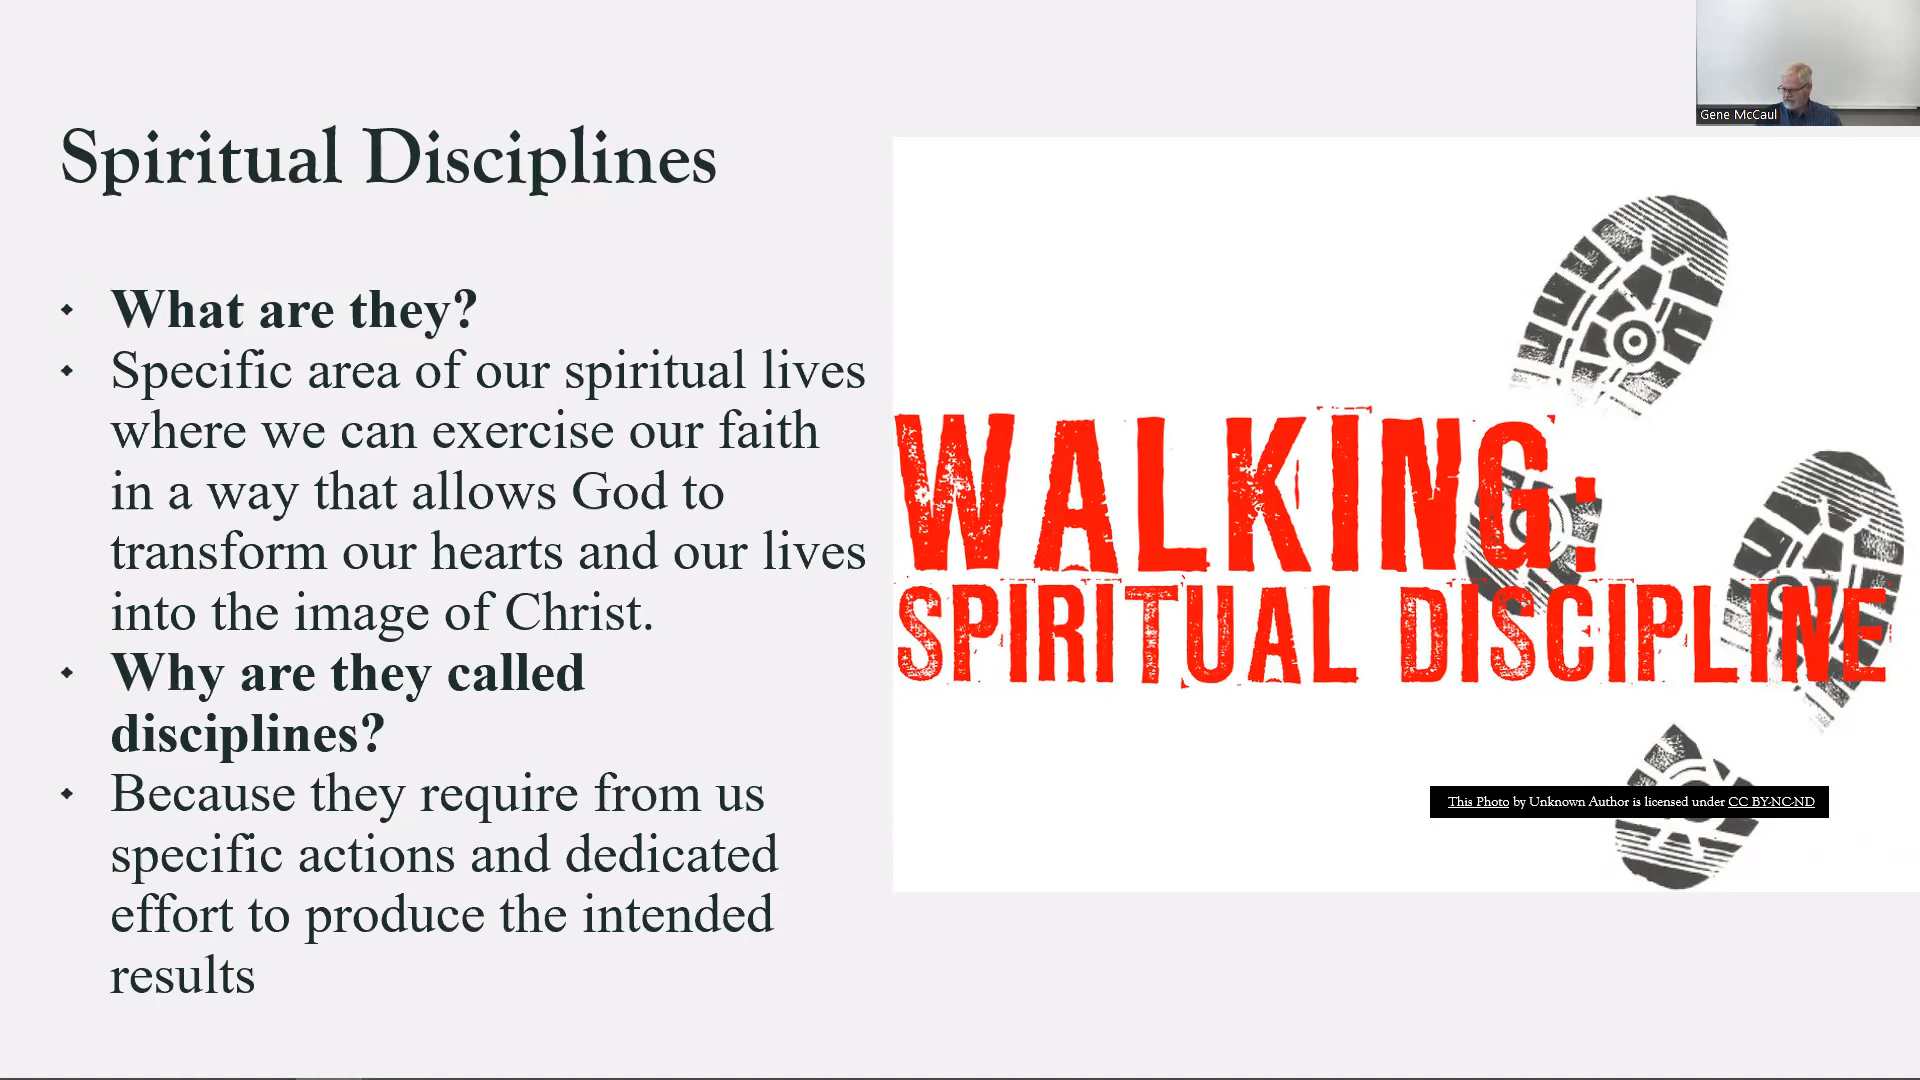 Gene McCaul
Spiritual Disciplines
What are they?
Specific area of our spiritual lives
where we can exercise our faith
in a way that allows God to
transform our hearts and our lives
into the image of Christ.
Why are they called
disciplines?
Because they require from us
specific actions and dedicated
effort to produce the intended
results
WALKING:
SPIRITUAL DISCIPLINE
This Photo by Unknown Author is licensed under CC BY-NC-ND